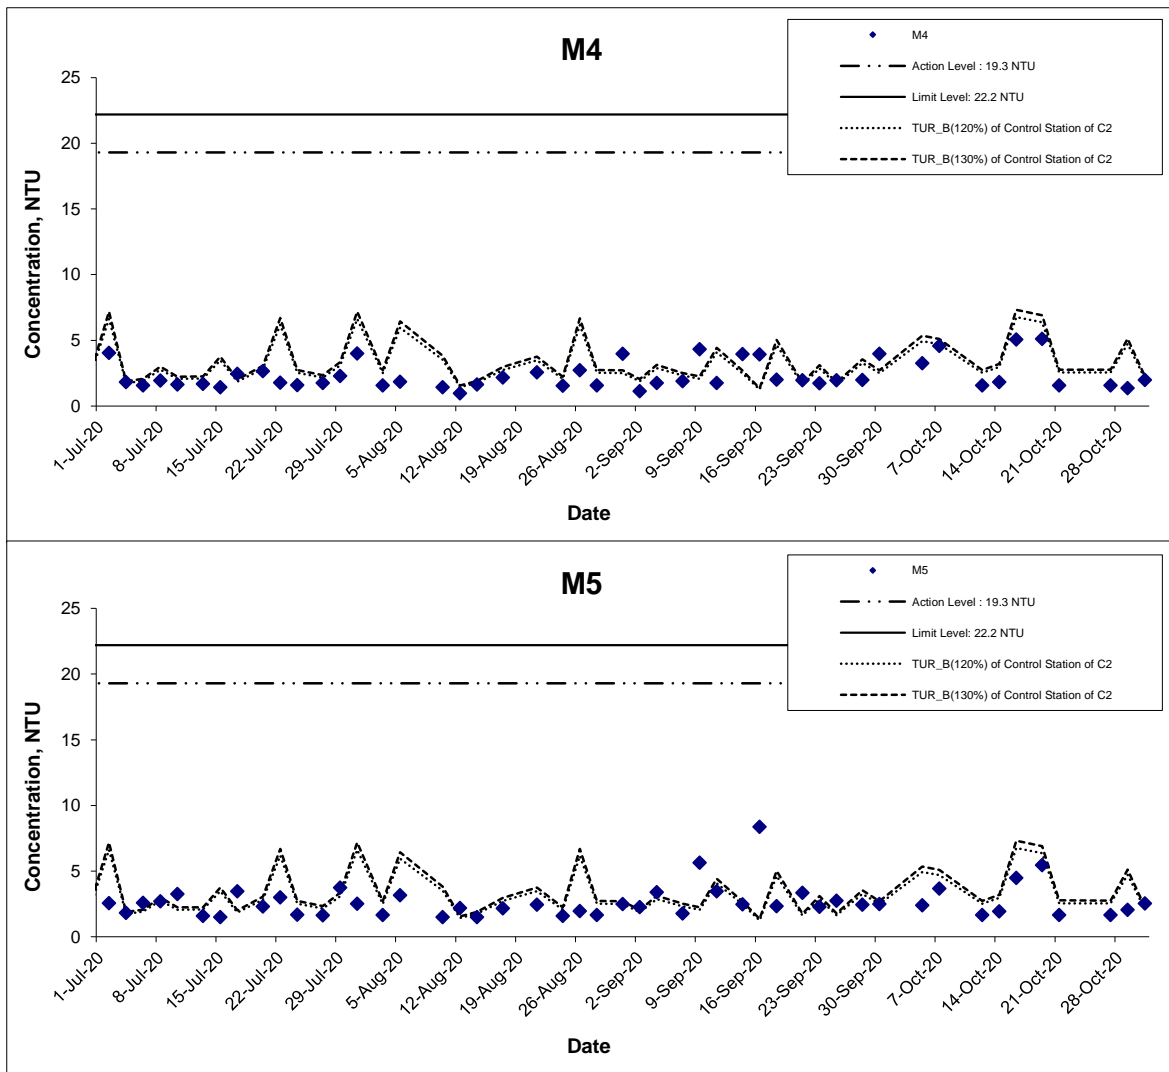 M4
M4
Action Level : 19.3 NTU
Limit Level: 22.2 NTU
TUR_B(120%) of Control Station of C2
TUR_B(130%) of Control Station of C2
Concentration, NTU
25
20
15
10
5
0
1-Jul-20
8-Jul-20
15-Jul-20
22-Jul-20
29-Jul-20
5-Aug-20
12-Aug-20
19-Aug-20
26-Aug-20
2-Sep-20
9-Sep-20
16-Sep-20
23-Sep-20
30-Sep-20
7-Oct-20
14-Oct-20
21-Oct-20
28-Oct-20
Date
M5
M5
Action Level : 19.3 NTU
Limit Level: 22.2 NTU
TUR_B(120%) of Control Station of C2
TUR_B(130%) of Control Station of C2
Concentration, NTU
25
20
15
10
5
0
1-Jul-20
8-Jul-20
15-Jul-20
22-Jul-20
29-Jul-20
5-Aug-20
12-Aug-20
19-Aug-20
26-Aug-20
2-Sep-20
9-Sep-20
16-Sep-20
23-Sep-20
30-Sep-20
7-Oct-20
14-Oct-20
21-Oct-20
28-Oct-20
Date